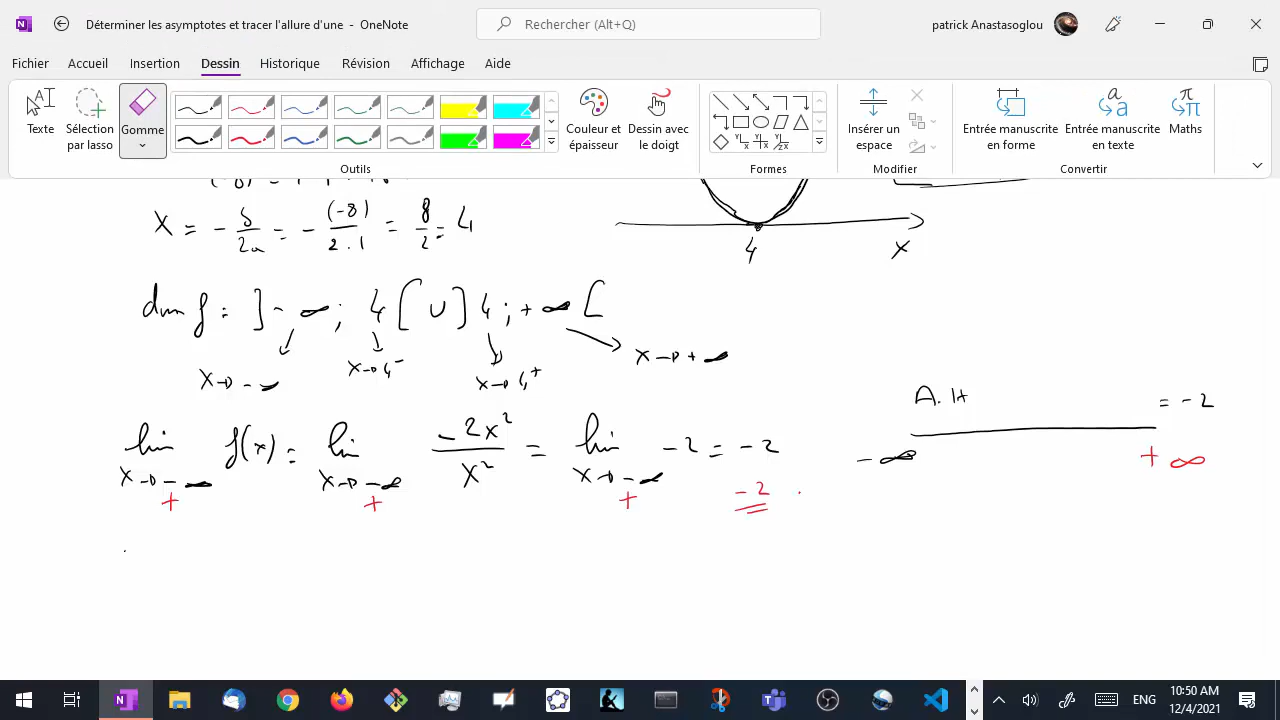 Déterminer les asymptotes et tracer l'allure d'une - OneNote
Rechercher (Alt+Q)
patrick Anastasoglou
Fichier Accueil Insertion Dessin Historique Révision Affichage Aide
Texte
Sélection par lasso
Gomme
Couleur et épaisseur
Dessin avec le doigt
Insérer un espace
Entrée manuscrite en forme
Entrée manuscrite en texte
Maths
Outils Formes Modifier Convertir
X = - b/2a = - (-8)/2.1 = 8/2 = 4
4 X
dom f = ] - ∞ ; 4 [ ∪ ] 4 ; + ∞ [
X → - ∞ X → 4⁻ X → 4⁺ X → + ∞
A. H = -2
lim f(x) = lim -2x²/x² = lim -2 = -2
X → - ∞ X → - ∞ X → - ∞
- ∞ + ∞
+ + + -2
ENG
10:50 AM
12/4/2021